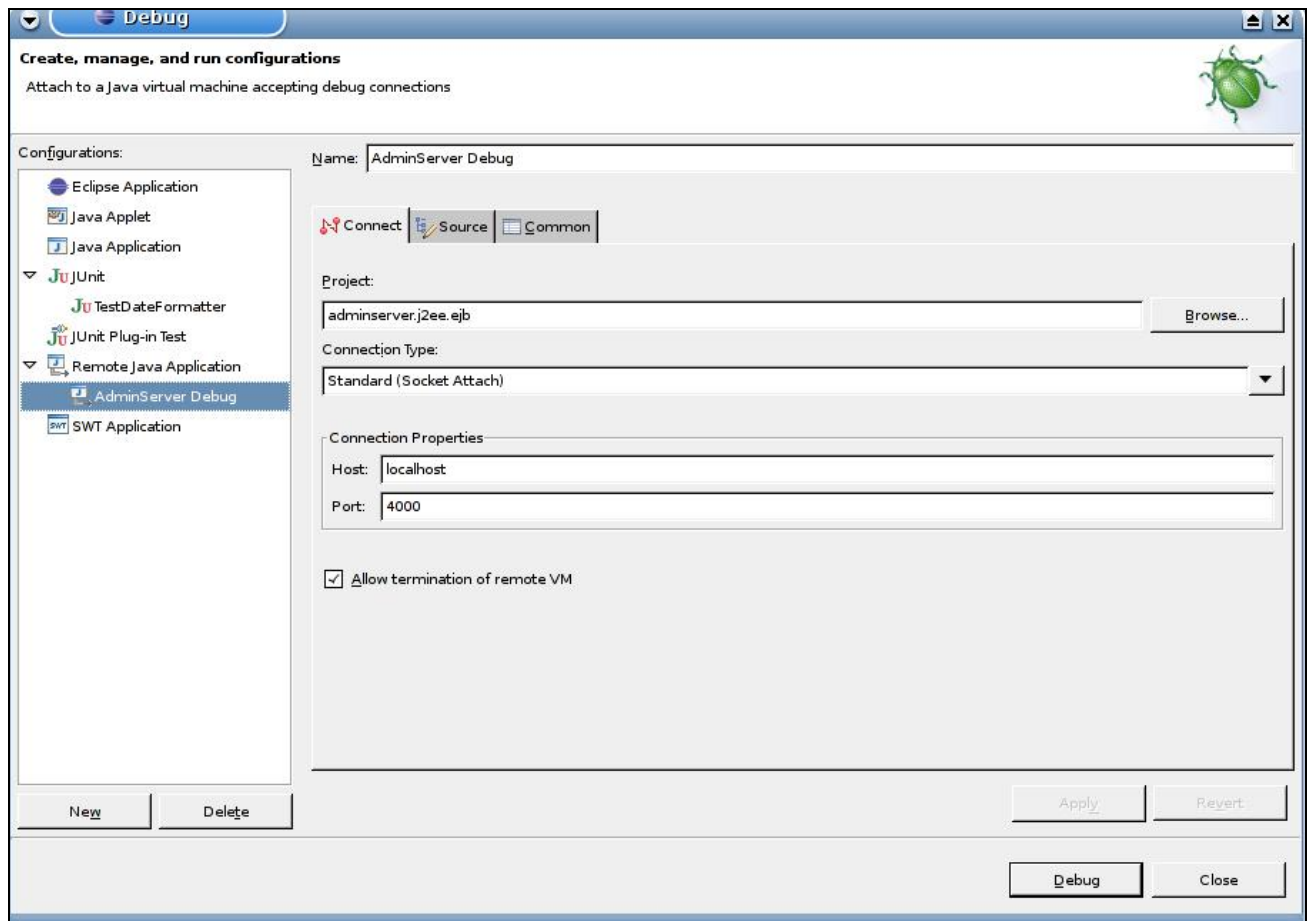 Debug
Create, manage, and run configurations
Attach to a Java virtual machine accepting debug connections
Configurations:
Eclipse Application
Java Applet
Java Application
JUnit
TestDateFormatter
JUnit Plug-in Test
Remote Java Application
AdminServer Debug
SWT Application
New Delete
Name: AdminServer Debug
Connect Source Common
Project:
adminserver.j2ee.ejb Browse...
Connection Type:
Standard (Socket Attach)
Connection Properties
Host: localhost
Port: 4000
Allow termination of remote VM
Apply Revert
Debug Close